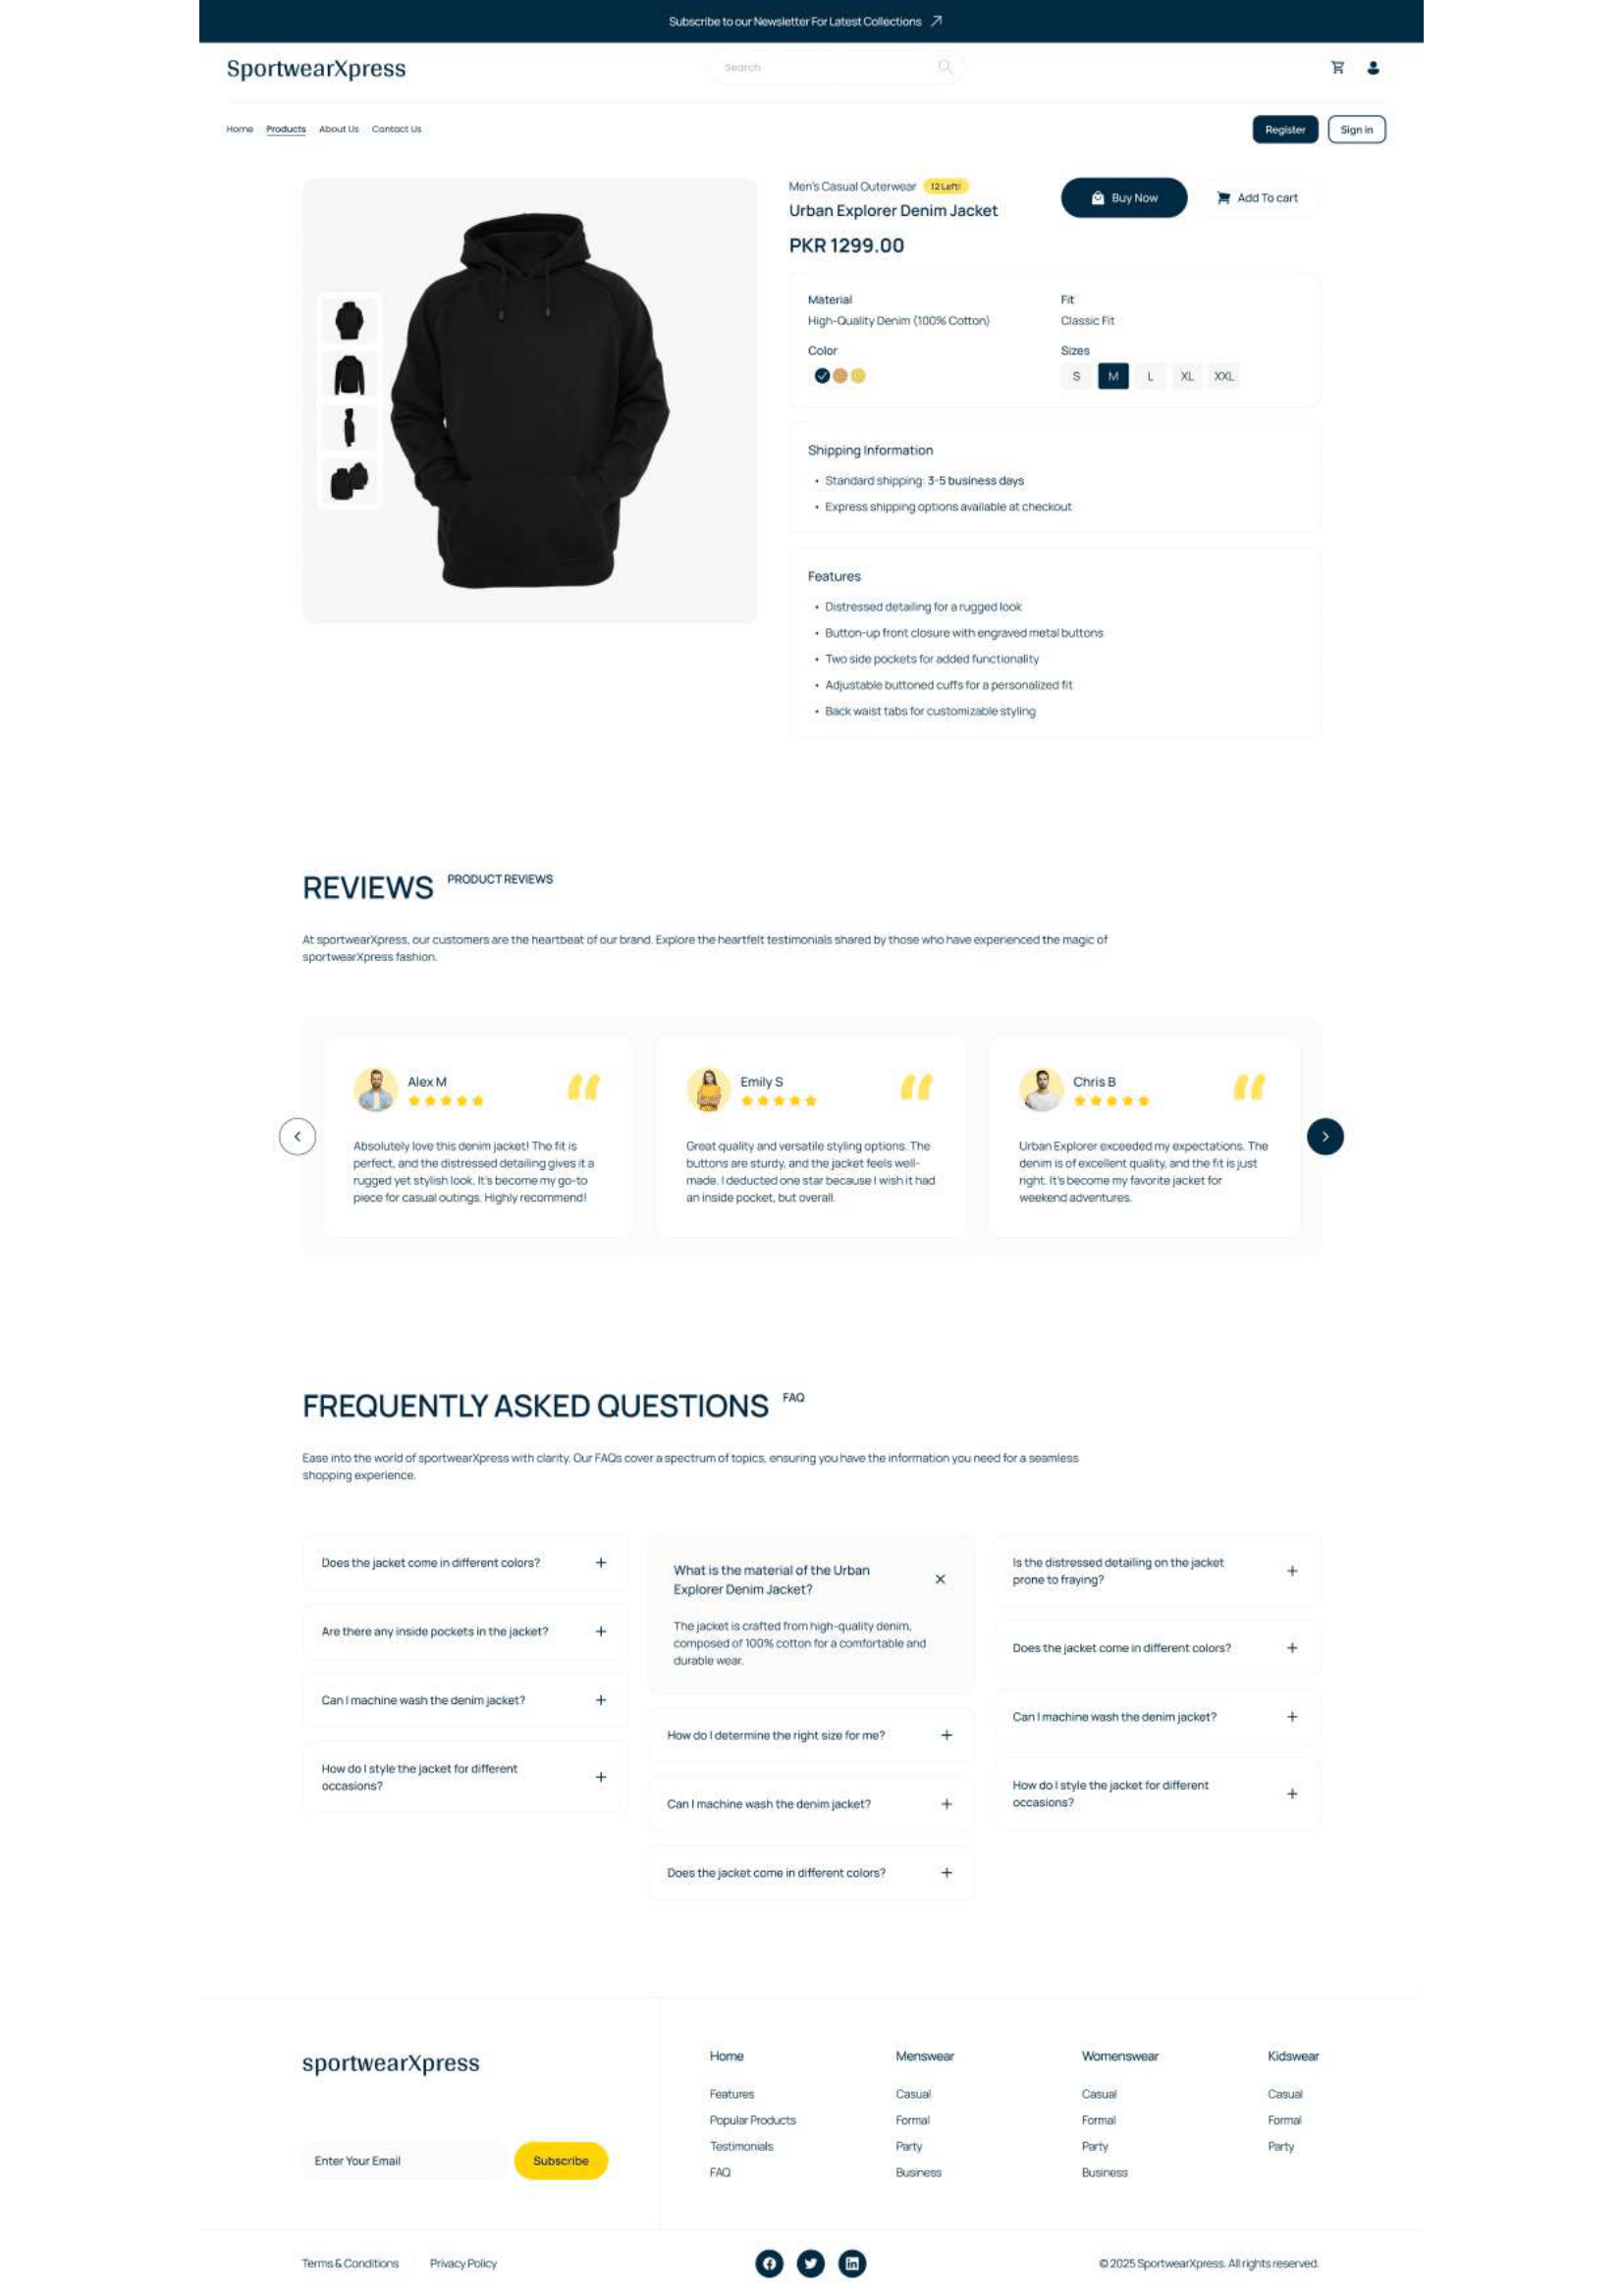 Subscribe to our Newsletter For Latest Collections
SportwearXpress
Search
Home Products About Us Contact Us
Register Sign in
Men's Casual Outerwear 12 Left!
Urban Explorer Denim Jacket
PKR 1299.00
Buy Now Add To cart
Material
High-Quality Denim (100% Cotton)
Fit
Classic Fit
Color
Sizes
S M L XL XXL
Shipping Information
• Standard shipping: 3-5 business days
• Express shipping options available at checkout
Features
• Distressed detailing for a rugged look
• Button-up front closure with engraved metal buttons
• Two side pockets for added functionality
• Adjustable buttoned cuffs for a personalized fit
• Back waist tabs for customizable styling
REVIEWS PRODUCT REVIEWS
At sportwearXpress, our customers are the heartbeat of our brand. Explore the heartfelt testimonials shared by those who have experienced the magic of
sportwearXpress fashion.
Alex M
Absolutely love this denim jacket! The fit is
perfect, and the distressed detailing gives it a
rugged yet stylish look. It's become my go-to
piece for casual outings. Highly recommend!
Emily S
Great quality and versatile styling options. The
buttons are sturdy, and the jacket feels well-
made. I deducted one star because I wish it had
an inside pocket, but overall.
Chris B
Urban Explorer exceeded my expectations. The
denim is of excellent quality, and the fit is just
right. It's become my favorite jacket for
weekend adventures.
FREQUENTLY ASKED QUESTIONS FAQ
Ease into the world of sportwearXpress with clarity. Our FAQs cover a spectrum of topics, ensuring you have the information you need for a seamless
shopping experience.
Does the jacket come in different colors?
Are there any inside pockets in the jacket?
Can I machine wash the denim jacket?
How do I style the jacket for different
occasions?
What is the material of the Urban
Explorer Denim Jacket?
The jacket is crafted from high-quality denim,
composed of 100% cotton for a comfortable and
durable wear.
How do I determine the right size for me?
Can I machine wash the denim jacket?
Does the jacket come in different colors?
Is the distressed detailing on the jacket
prone to fraying?
Does the jacket come in different colors?
Can I machine wash the denim jacket?
How do I style the jacket for different
occasions?
sportwearXpress
Enter Your Email Subscribe
Home
Features
Popular Products
Testimonials
FAQ
Menswear
Casual
Formal
Party
Business
Womenswear
Casual
Formal
Party
Business
Kidswear
Casual
Formal
Party
Terms & Conditions Privacy Policy
© 2025 SportwearXpress. All rights reserved.